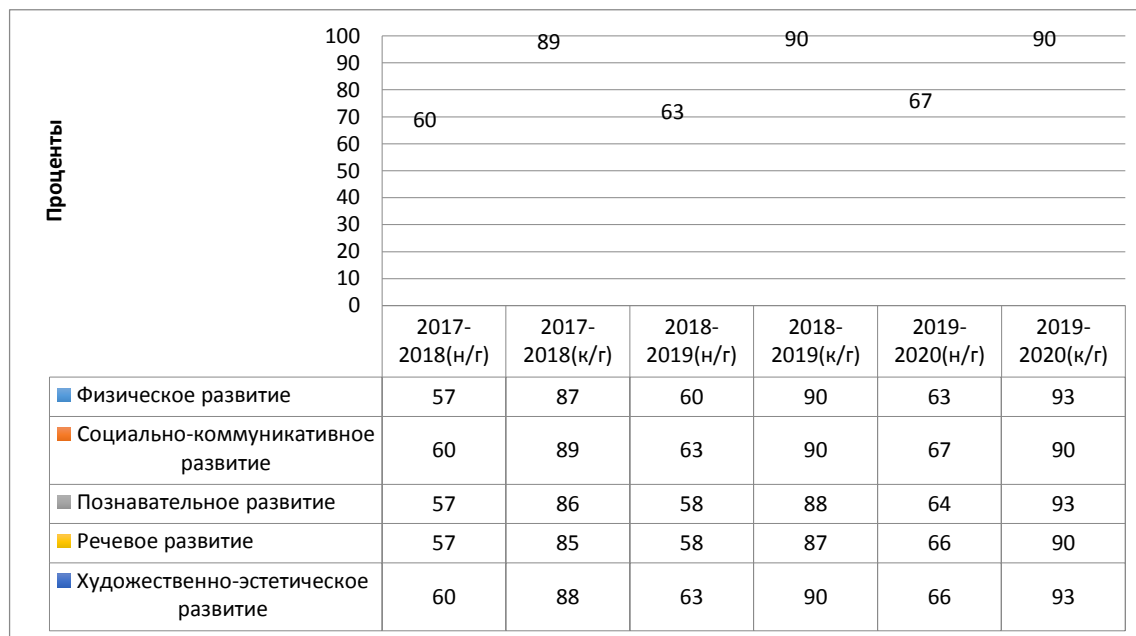 Проценты
100
90
80
70
60
50
40
30
20
10
0
60
89
63
90
67
90
2017-
2018(н/г)
2017-
2018(к/г)
2018-
2019(н/г)
2018-
2019(к/г)
2019-
2020(н/г)
2019-
2020(к/г)
Физическое развитие 57 87 60 90 63 93
Социально-коммуникативное
развитие 60 89 63 90 67 90
Познавательное развитие 57 86 58 88 64 93
Речевое развитие 57 85 58 87 66 90
Художественно-эстетическое
развитие 60 88 63 90 66 93